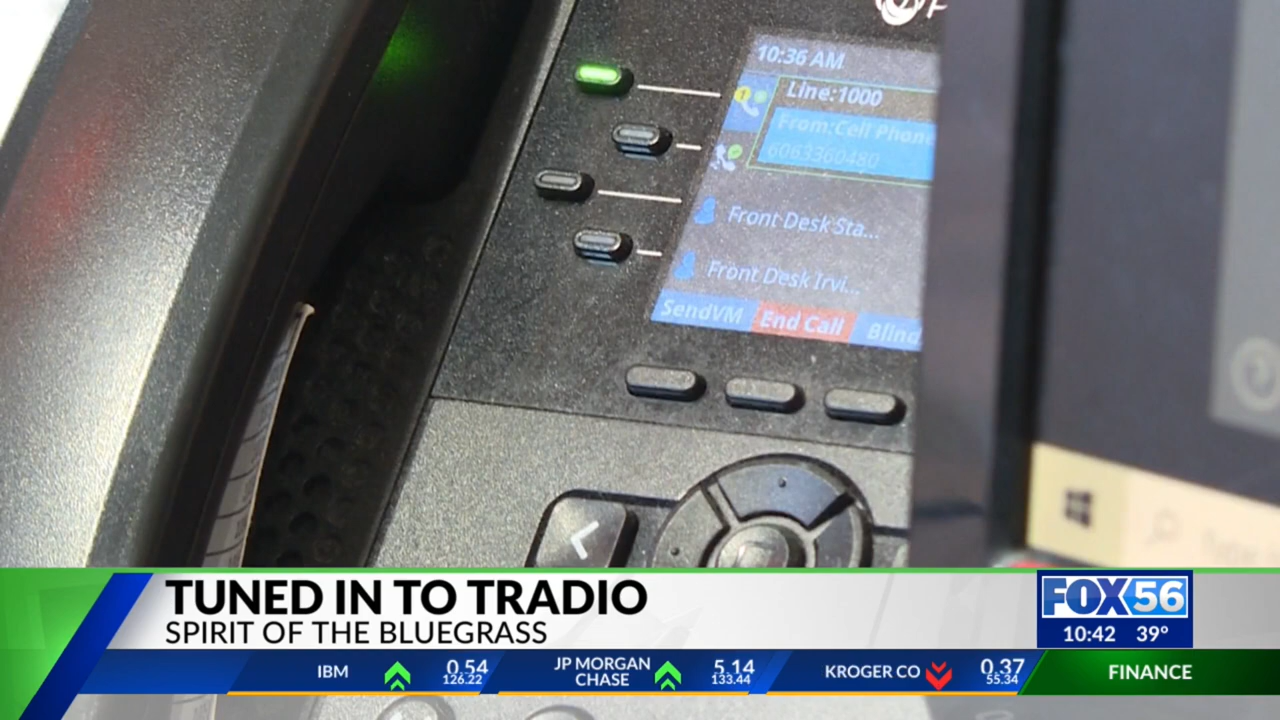 10:36 AM
Line:1000
From:Cell Phone
6063360480
Front Desk Sta...
Front Desk Irvi...
SendVM
End Call
Blind
TUNED IN TO TRADIO
SPIRIT OF THE BLUEGRASS
FOX 56
10:42 39°
IBM 0.54
126.22
JP MORGAN CHASE 5.14
133.44
KROGER CO 0.37
55.34
FINANCE